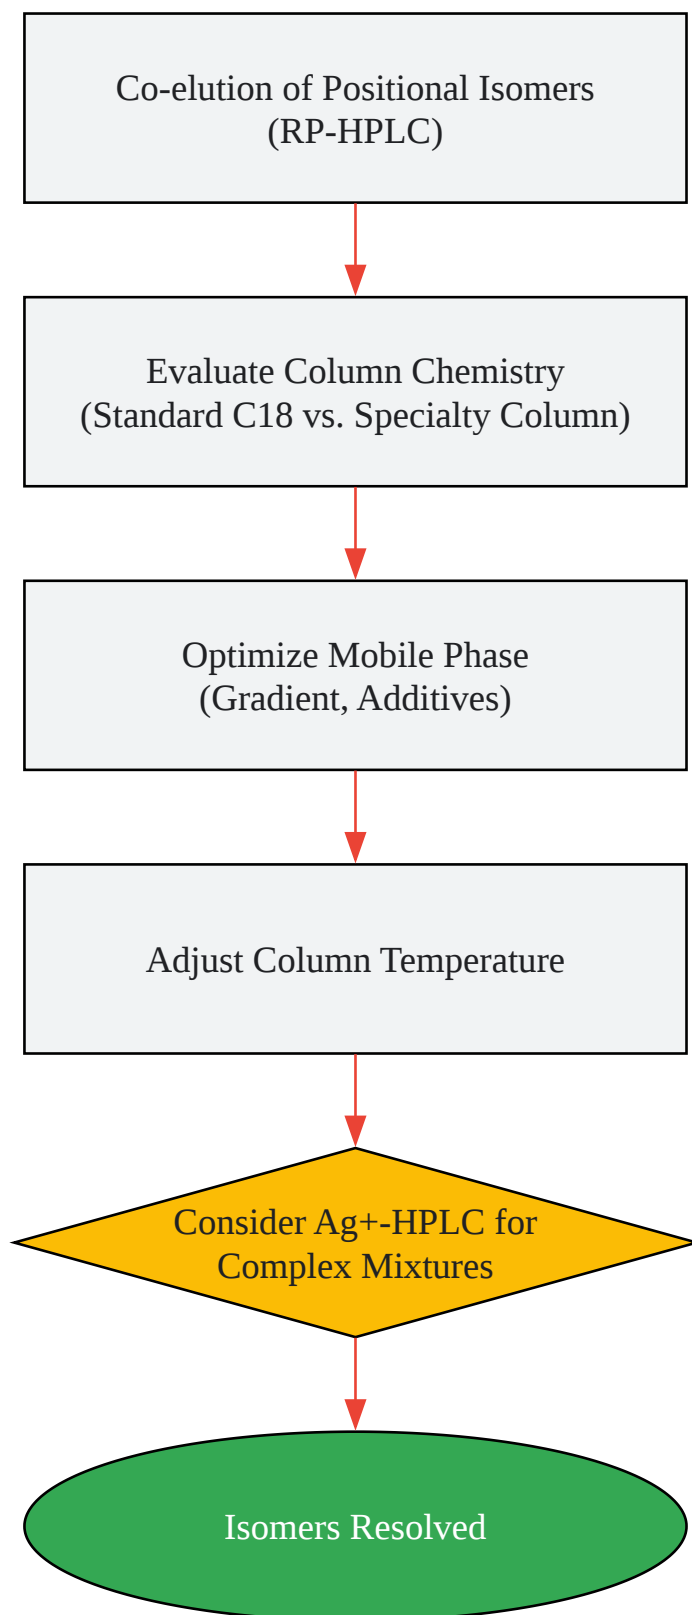 Co-elution of Positional Isomers
(RP-HPLC)
Evaluate Column Chemistry
(Standard C18 vs. Specialty Column)
Optimize Mobile Phase
(Gradient, Additives)
Adjust Column Temperature
Consider Ag+-HPLC for
Complex Mixtures
Isomers Resolved